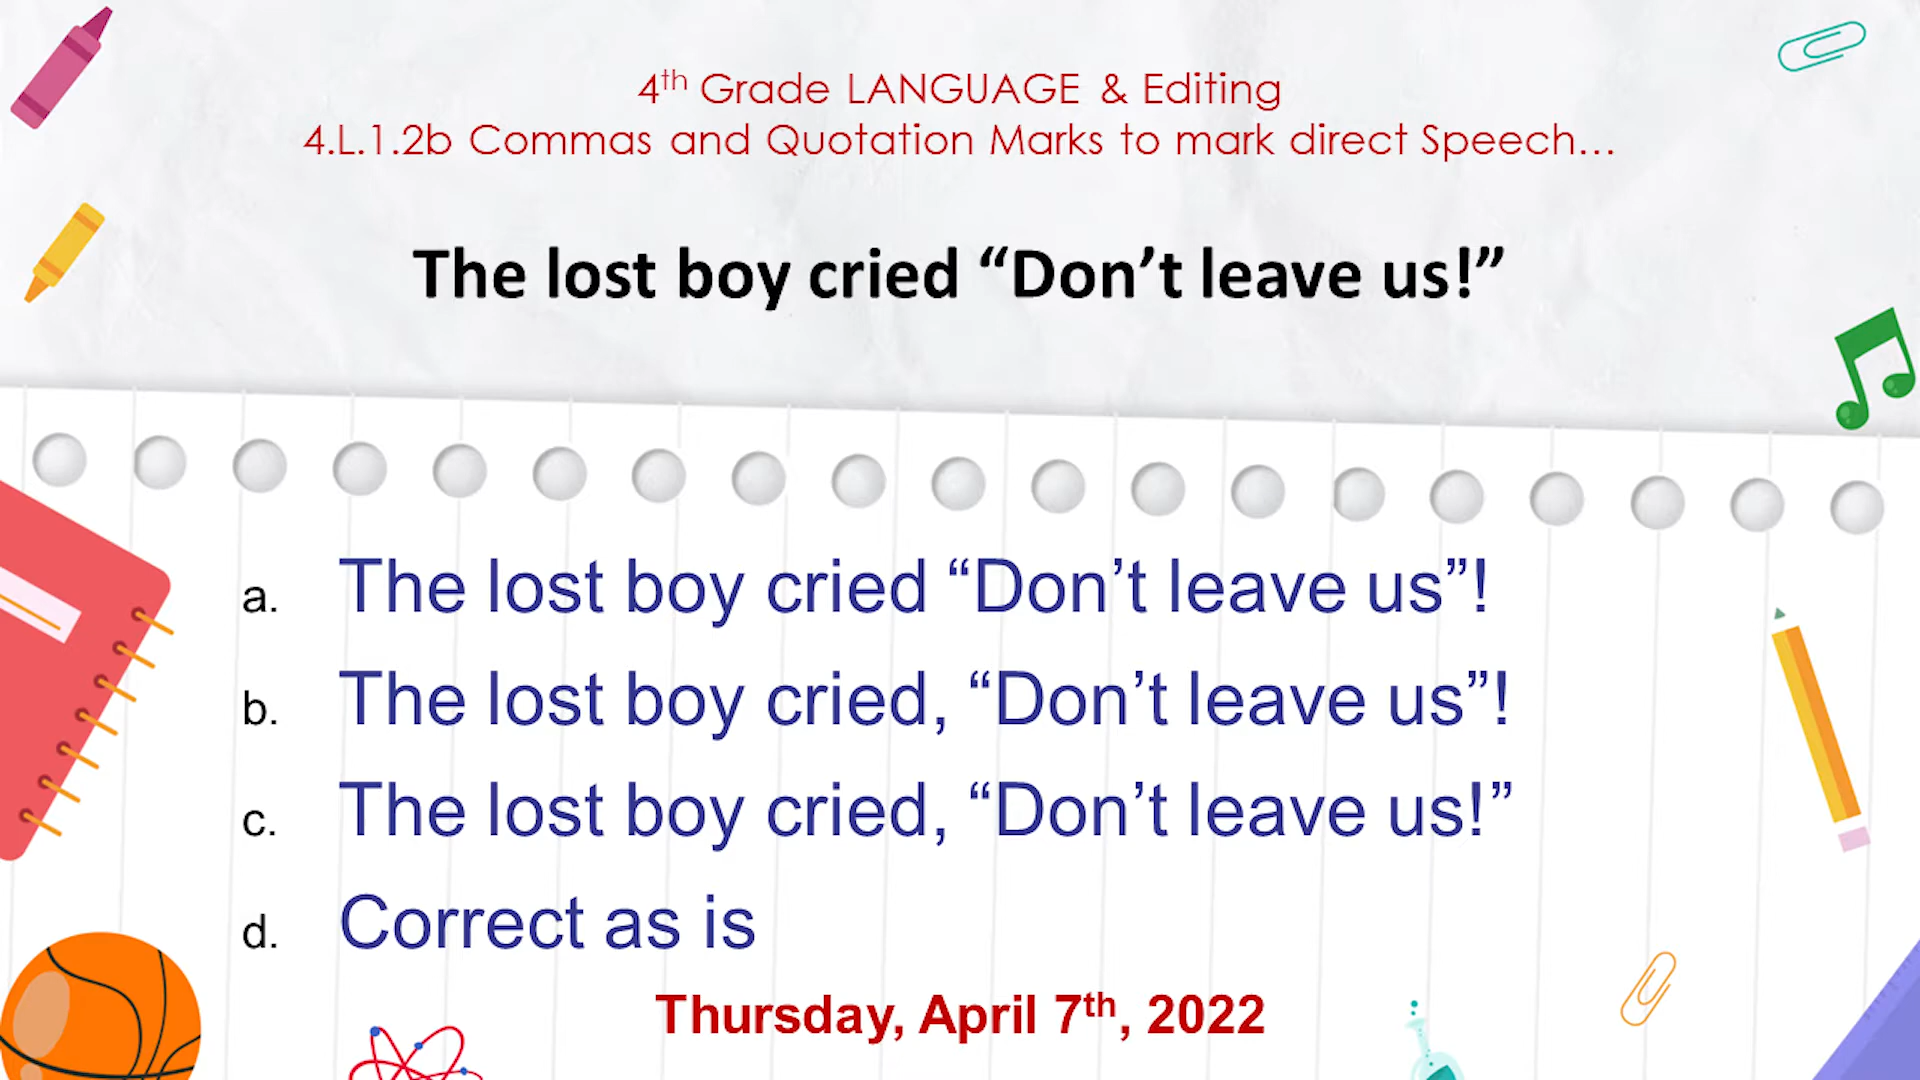 4th Grade LANGUAGE & Editing
4.L.1.2b Commas and Quotation Marks to mark direct Speech…
The lost boy cried “Don’t leave us!”
a. The lost boy cried “Don’t leave us”!
b. The lost boy cried, “Don’t leave us”!
c. The lost boy cried, “Don’t leave us!”
d. Correct as is
Thursday, April 7th, 2022